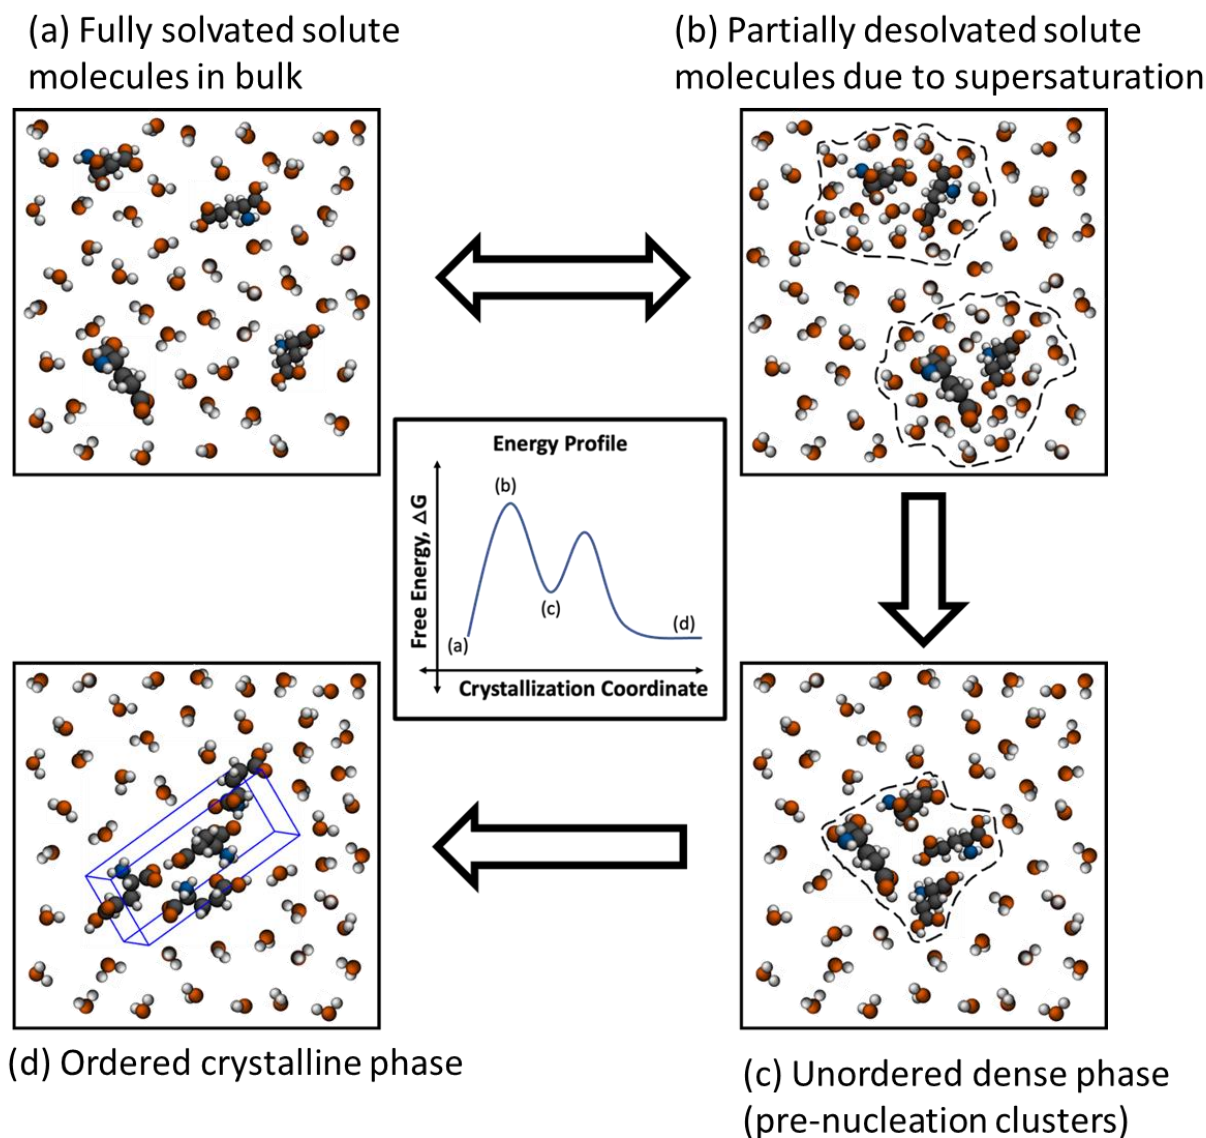 (a) Fully solvated solute
molecules in bulk
(b) Partially desolvated solute
molecules due to supersaturation
Energy Profile
Free Energy, ΔG
(b)
(c)
(a)
(d)
Crystallization Coordinate
(d) Ordered crystalline phase
(c) Unordered dense phase
(pre-nucleation clusters)